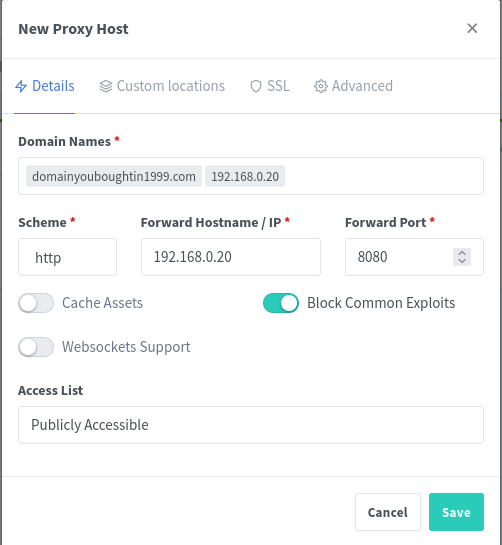 New Proxy Host
Details Custom locations SSL Advanced
Domain Names *
domainyouboughtin1999.com 192.168.0.20
Scheme * Forward Hostname / IP * Forward Port *
http 192.168.0.20 8080
Cache Assets Block Common Exploits
Websockets Support
Access List
Publicly Accessible
Cancel Save